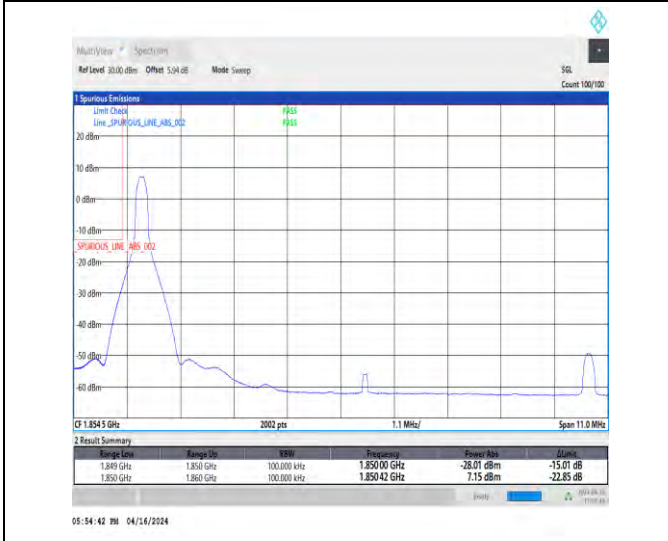 MultiView Spectrum
Ref Level 30.00 dBm Offset 5.94 dB Mode Sweep SGL
Count 100/100
1 Spurious Emissions
Limit Check PASS
Line _SPURIOUS_LINE_ABS_002 PASS
20 dBm
10 dBm
0 dBm
-10 dBm
_SPURIOUS_LINE_ABS_002
-20 dBm
-30 dBm
-40 dBm
-50 dBm
-60 dBm
CF 1.854 5 GHz 2002 pts 1.1 MHz/ Span 11.0 MHz
2 Result Summary
Range Low Range Up RBW Frequency Power Abs ΔLimit
1.849 GHz 1.850 GHz 100.000 kHz 1.85000 GHz -28.01 dBm -15.01 dB
1.850 GHz 1.860 GHz 100.000 kHz 1.85042 GHz 7.15 dBm -22.85 dB
05:54:42 PM 04/16/2024